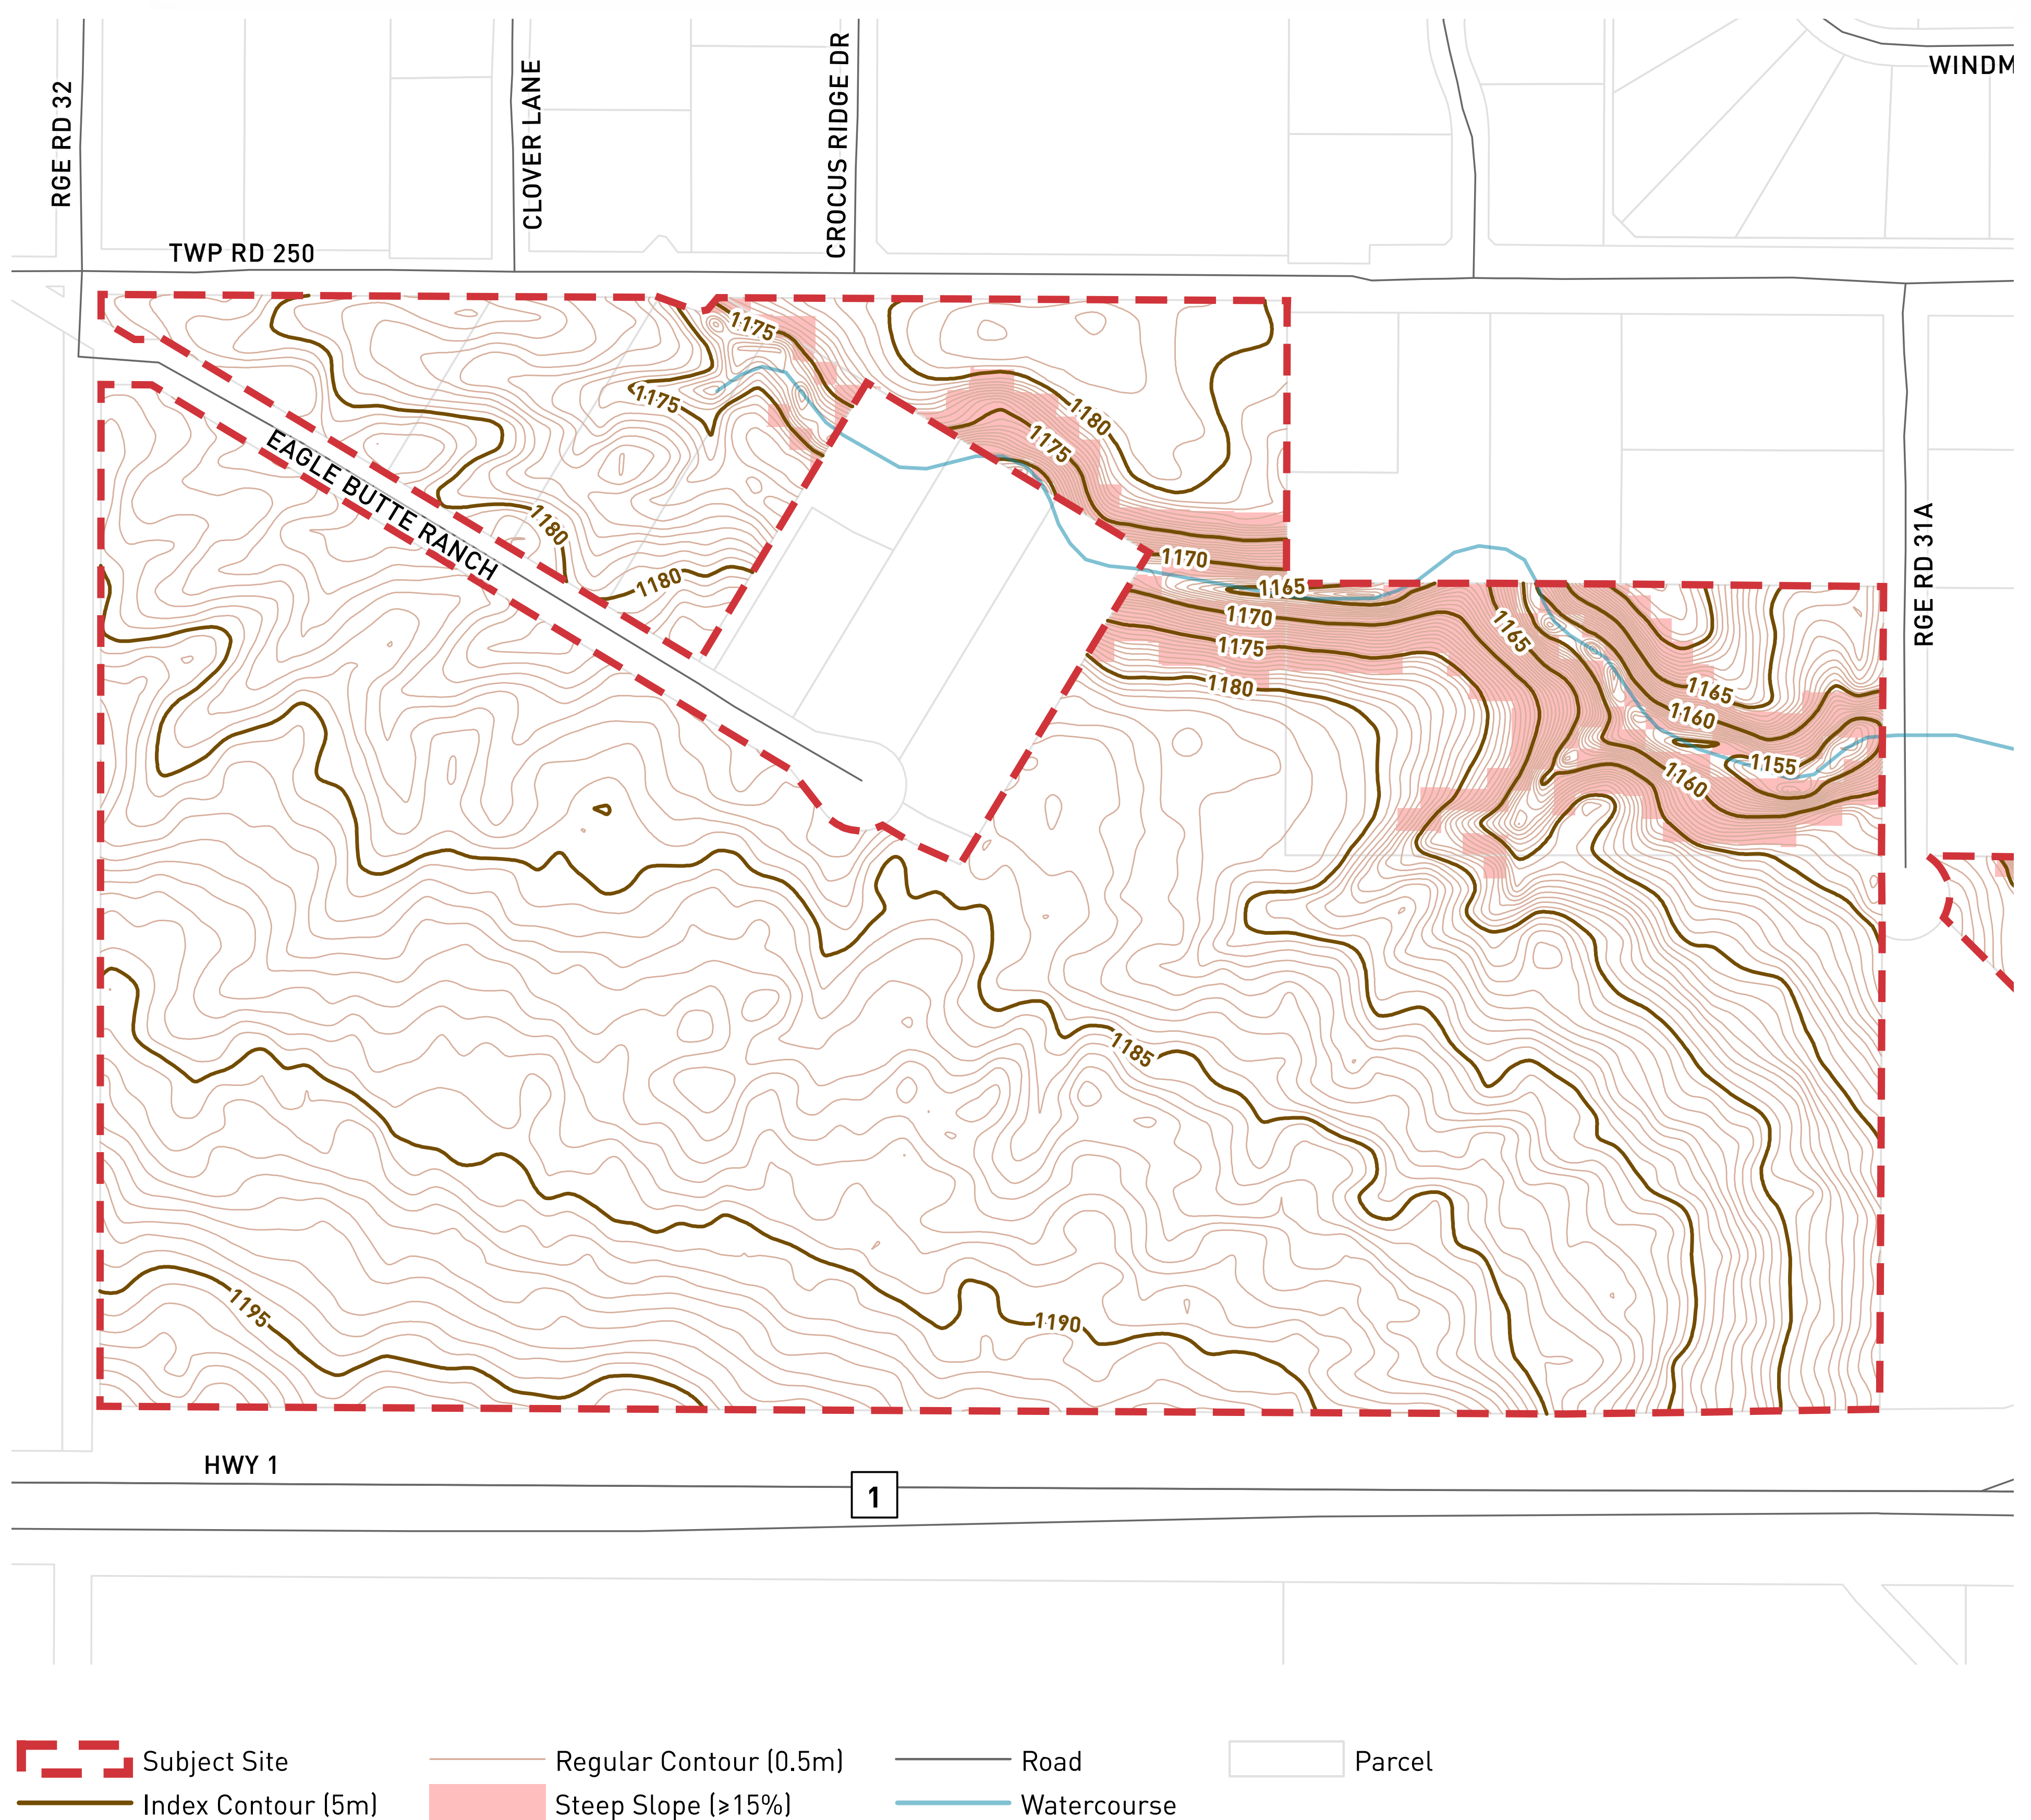 WINDM
RGE RD 32
CLOVER LANE
CROCUS RIDGE DR
TWP RD 250
1175
1175
1180
1175
EAGLE BUTTE RANCH
1180
1180
1170
1165
1170
1175
1180
1165
1165
1160
1155
1160
RGE RD 31A
1185
1195
1190
HWY 1
1
Subject Site
Regular Contour (0.5m)
Road
Parcel
Index Contour (5m)
Steep Slope (≥15%)
Watercourse